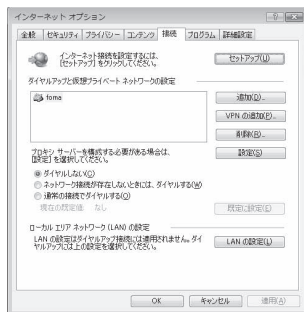 インターネット オプション
全般 セキュリティ プライバシー コンテンツ 接続 プログラム 詳細設定
インターネット接続を設定するには、
[セットアップ] をクリックしてください。
セットアップ(U)
ダイヤルアップと仮想プライベート ネットワークの設定
foma
追加(D)...
VPN の追加(P)...
削除(R)...
プロキシ サーバーを構成する必要がある場合は、
[設定] を選択してください。
設定(S)
ダイヤルしない(C)
ネットワーク接続が存在しないときには、ダイヤルする(W)
通常の接続でダイヤルする(O)
現在の既定値: なし
既定に設定(E)
ローカル エリア ネットワーク (LAN) の設定
LAN の設定はダイヤルアップ接続には適用されません。ダイ
ヤルアップには上の設定を選択してください。
LAN の設定(L)
OK
キャンセル
適用(A)